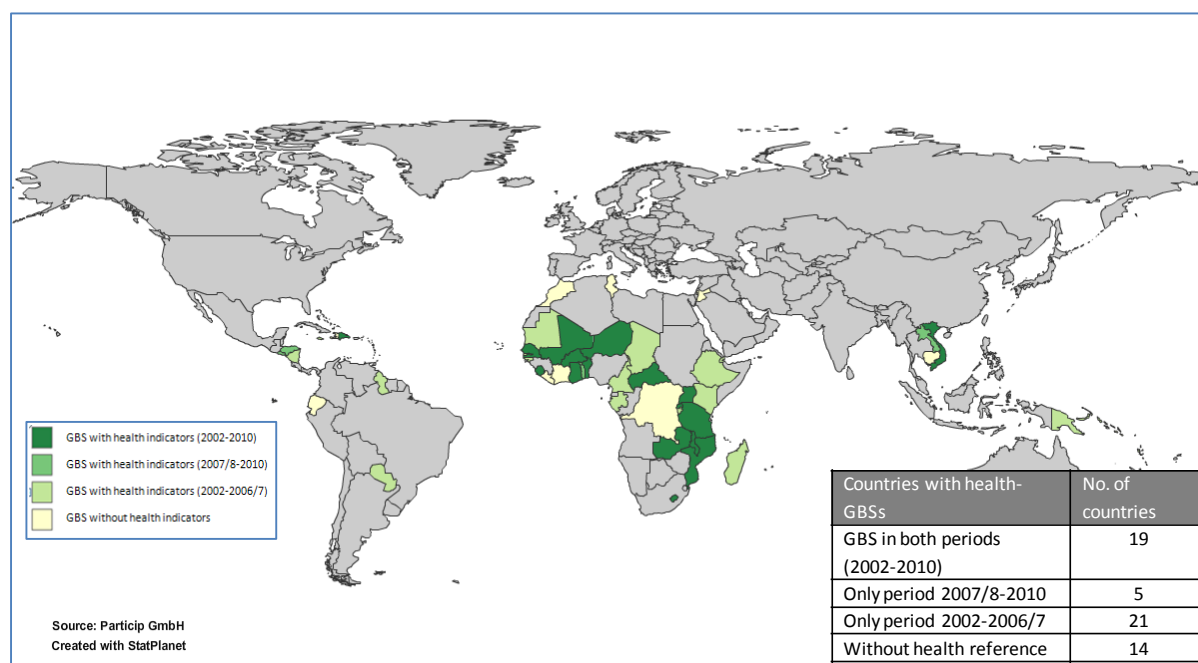 GBS with health indicators (2002-2010)
GBS with health indicators (2007/8-2010)
GBS with health indicators (2002-2006/7)
GBS without health indicators
Source: Particip GmbH
Created with StatPlanet
Countries with health- No. of
GBSs countries
GBS in both periods 19
(2002-2010)
Only period 2007/8-2010 5
Only period 2002-2006/7 21
Without health reference 14